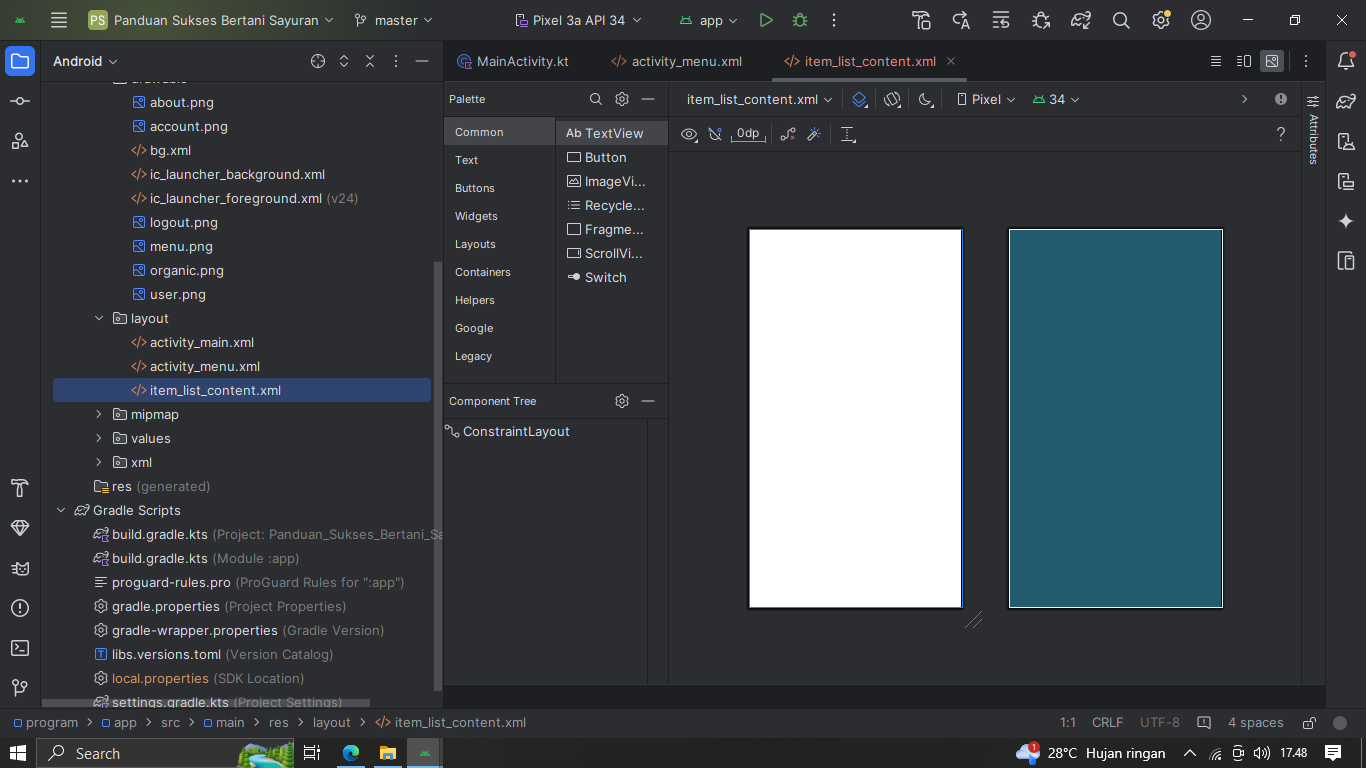 PS Panduan Sukses Bertani Sayuran master Pixel 3a API 34 app
Android
drawable
about.png
account.png
bg.xml
ic_launcher_background.xml
ic_launcher_foreground.xml (v24)
logout.png
menu.png
organic.png
user.png
layout
activity_main.xml
activity_menu.xml
item_list_content.xml
mipmap
values
xml
res (generated)
Gradle Scripts
build.gradle.kts (Project: Panduan_Sukses_Bertani_Sa
build.gradle.kts (Module :app)
proguard-rules.pro (ProGuard Rules for ":app")
gradle.properties (Project Properties)
gradle-wrapper.properties (Gradle Version)
libs.versions.toml (Version Catalog)
local.properties (SDK Location)
settings.gradle.kts (Project Settings)
MainActivity.kt activity_menu.xml item_list_content.xml
Palette
Common
Text
Buttons
Widgets
Layouts
Containers
Helpers
Google
Legacy
Ab TextView
Button
ImageVi...
Recycle...
Fragme...
ScrollVi...
Switch
Component Tree
ConstraintLayout
item_list_content.xml Pixel 34
0dp ?
Attributes
program > app > src > main > res > layout > item_list_content.xml 1:1 CRLF UTF-8 4 spaces
Search 1 28°C Hujan ringan 17.48